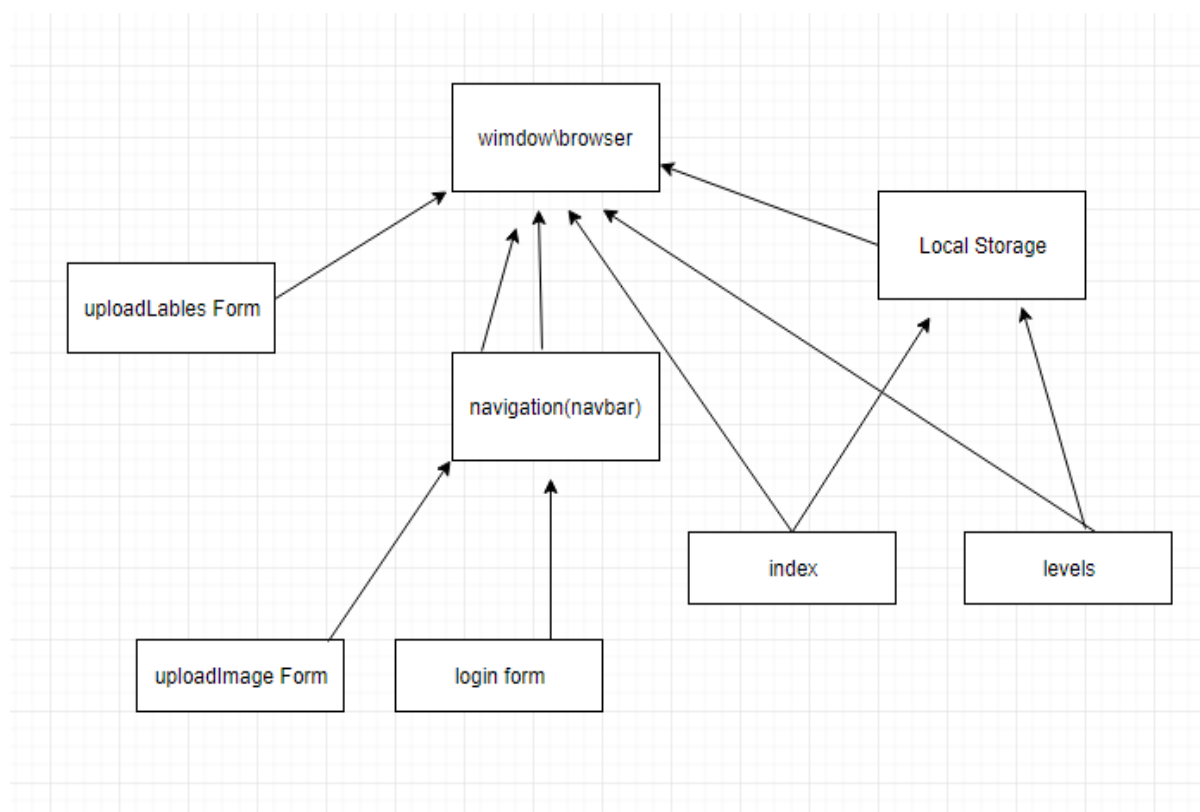 wimdow\browser
Local Storage
uploadLables Form
navigation(navbar)
index
levels
uploadImage Form
login form